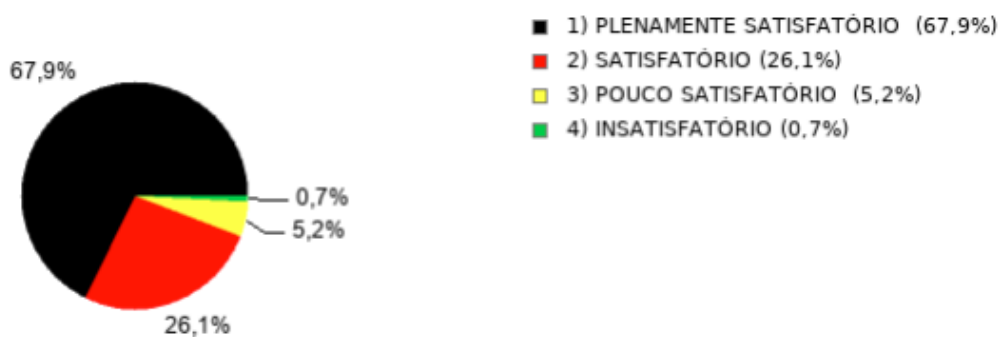 1) PLENAMENTE SATISFATÓRIO (67,9%)
2) SATISFATÓRIO (26,1%)
3) POUCO SATISFATÓRIO (5,2%)
4) INSATISFATÓRIO (0,7%)
67,9%
0,7%
5,2%
26,1%